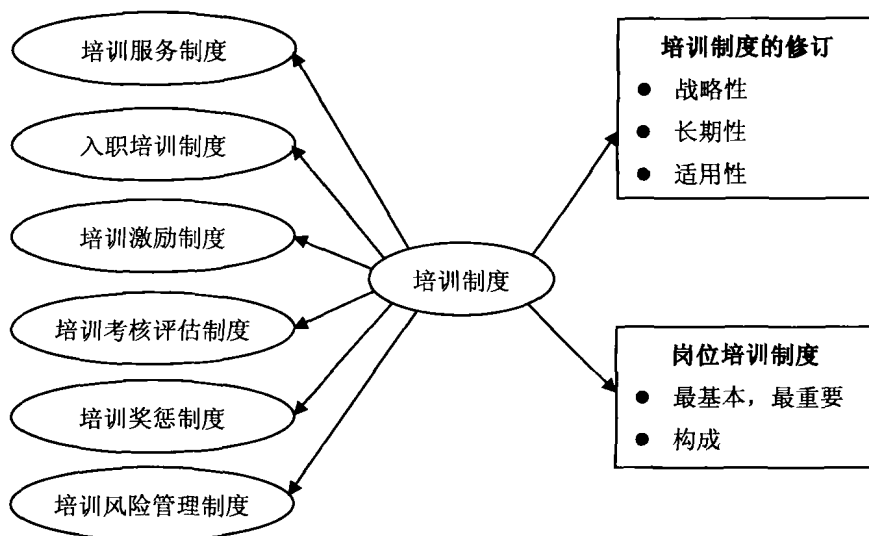 培训服务制度
入职培训制度
培训激励制度
培训考核评估制度
培训奖惩制度
培训风险管理制度
培训制度
培训制度的修订
● 战略性
● 长期性
● 适用性
岗位培训制度
● 最基本，最重要
● 构成